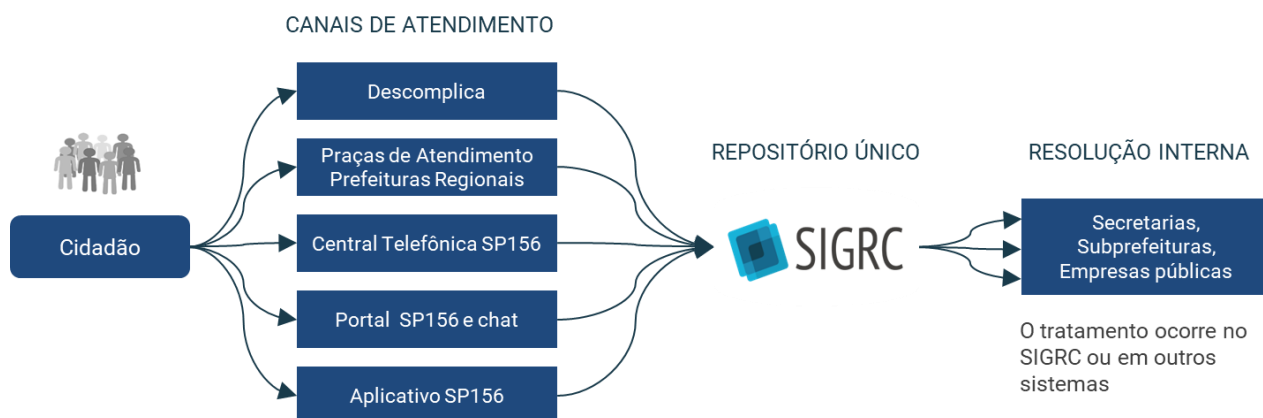 CANAIS DE ATENDIMENTO
Descomplica
Praças de Atendimento
Prefeituras Regionais
Cidadão
Central Telefônica SP156
Portal SP156 e chat
Aplicativo SP156
REPOSITÓRIO ÚNICO
SIGRC
RESOLUÇÃO INTERNA
Secretarias,
Subprefeituras,
Empresas públicas
O tratamento ocorre no
SIGRC ou em outros
sistemas